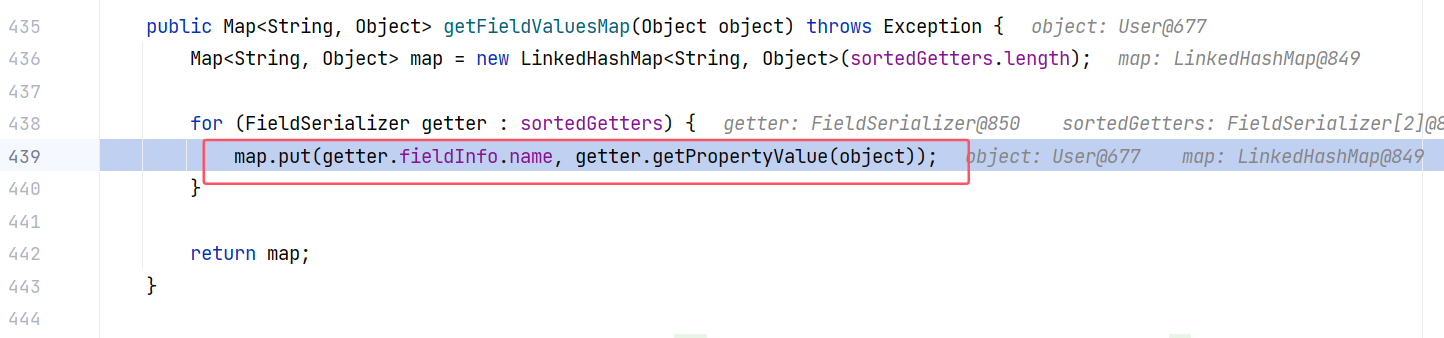 435 public Map<String, Object> getFieldValuesMap(Object object) throws Exception { object: User@677
436 Map<String, Object> map = new LinkedHashMap<String, Object>(sortedGetters.length); map: LinkedHashMap@849
437
438 for (FieldSerializer getter : sortedGetters) { getter: FieldSerializer@850 sortedGetters: FieldSerializer[2]@8
439 map.put(getter.fieldInfo.name, getter.getPropertyValue(object)); object: User@677 map: LinkedHashMap@849
440 }
441
442 return map;
443 }
444